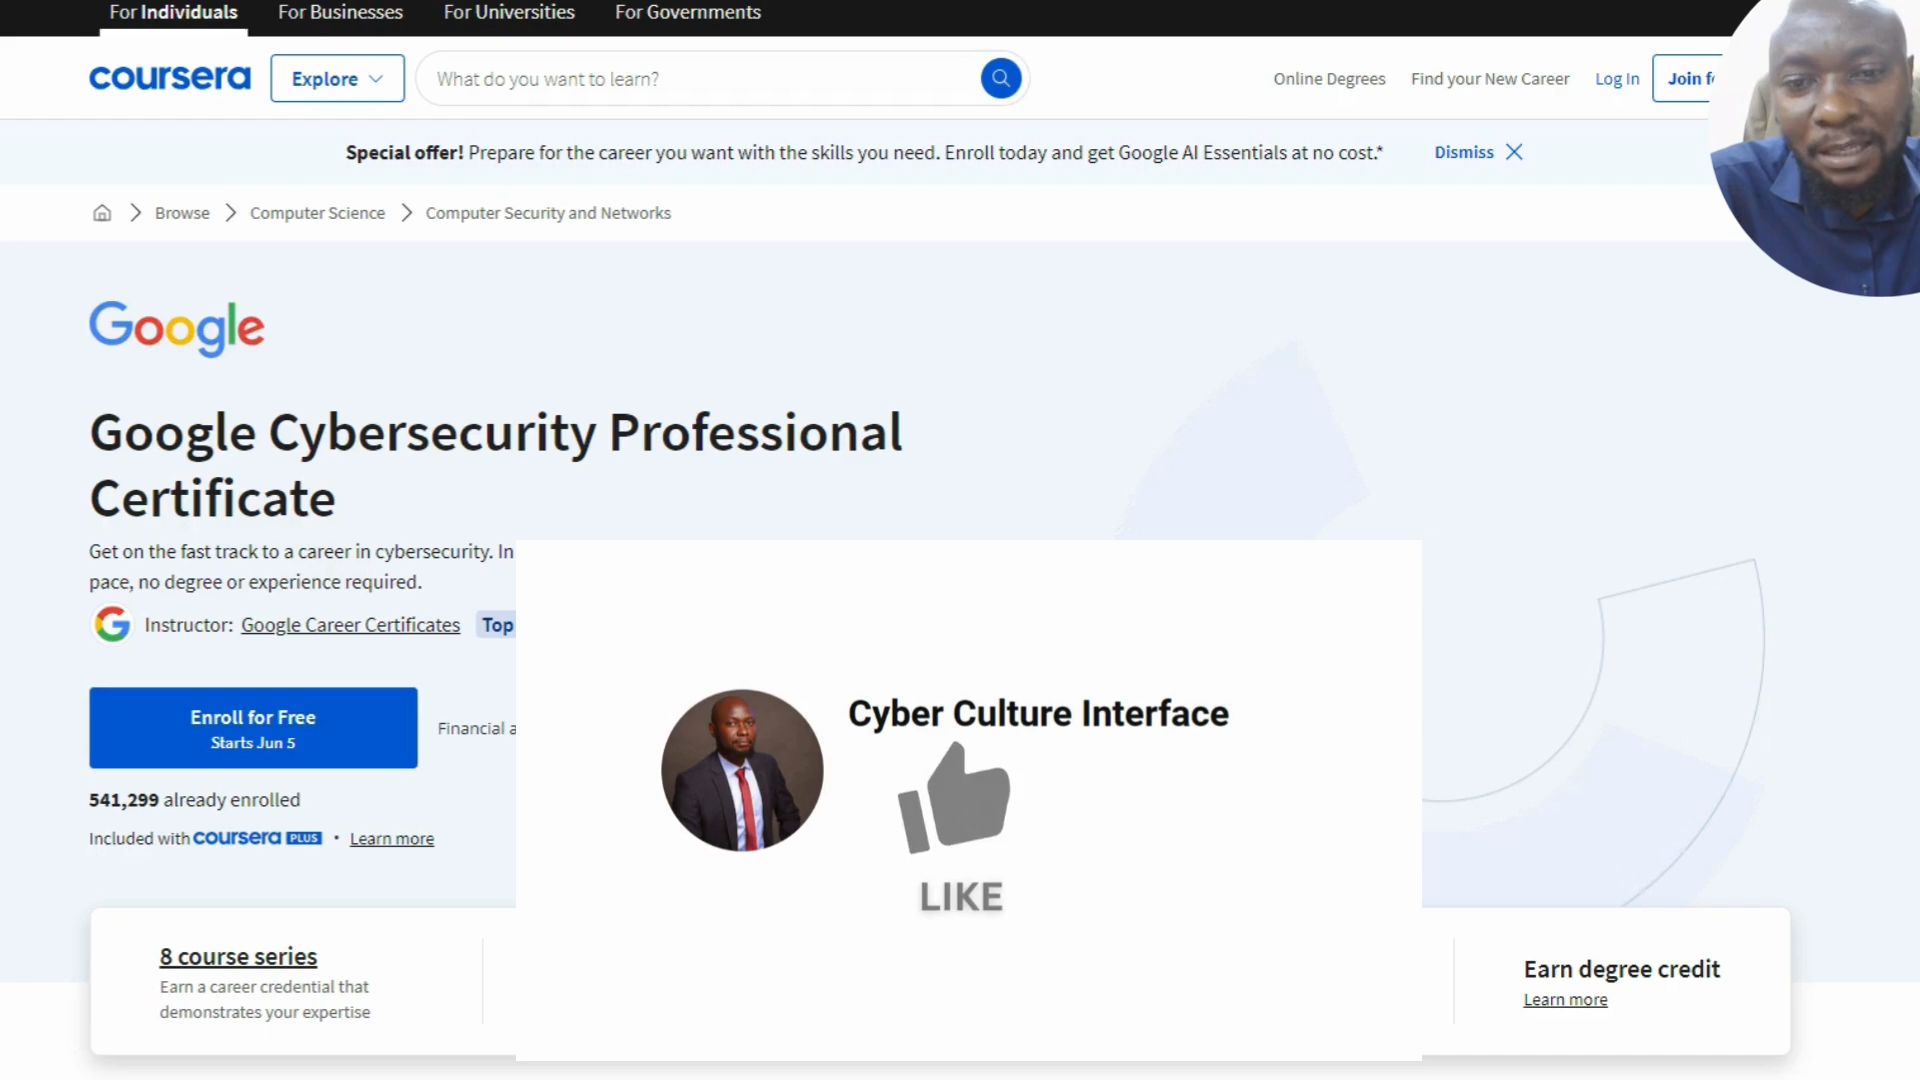 For Individuals
For Businesses
For Universities
For Governments
coursera
Explore
What do you want to learn?
Online Degrees
Find your New Career
Log In
Join
Special offer! Prepare for the career you want with the skills you need. Enroll today and get Google AI Essentials at no cost.*
Dismiss
Browse
Computer Science
Computer Security and Networks
Google
Google Cybersecurity Professional
Certificate
Get on the fast track to a career in cybersecurity. In
pace, no degree or experience required.
Instructor: Google Career Certificates
Top
Enroll for Free
Starts Jun 5
Financial
541,299 already enrolled
Included with coursera PLUS • Learn more
Cyber Culture Interface
LIKE
8 course series
Earn a career credential that
demonstrates your expertise
Earn degree credit
Learn more